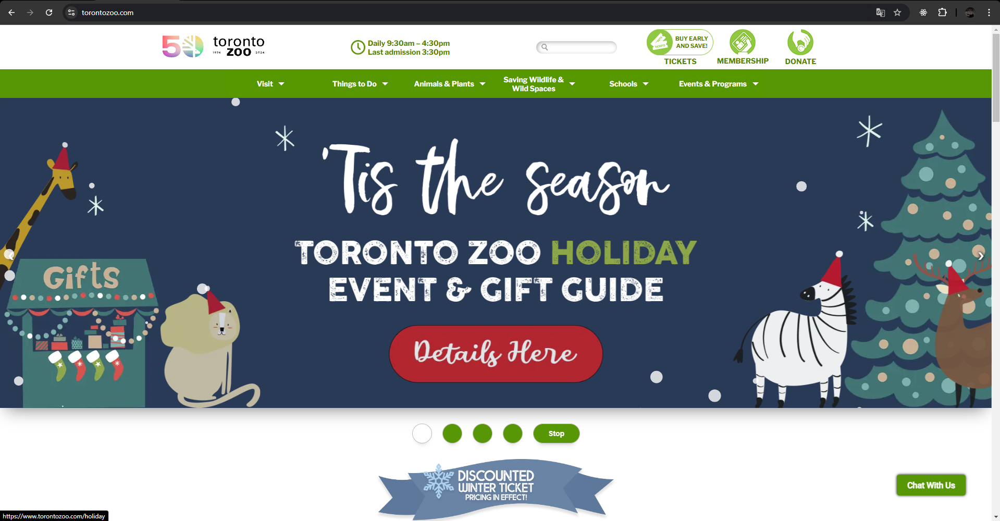 torontozoo.com
50
toronto
1974 zoo 2024
Daily 9:30am – 4:30pm
Last admission 3:30pm
TICKETS
TICKETS
BUY EARLY
AND SAVE!
TICKETS
MEMBERSHIP
DONATE
Visit
Things to Do
Animals & Plants
Saving Wildlife &
Wild Spaces
Schools
Events & Programs
'Tis the season
TORONTO ZOO HOLIDAY
EVENT & GIFT GUIDE
Gifts
Details Here
Stop
DISCOUNTED
WINTER TICKET
PRICING IN EFFECT!
Chat With Us
https://www.torontozoo.com/holiday